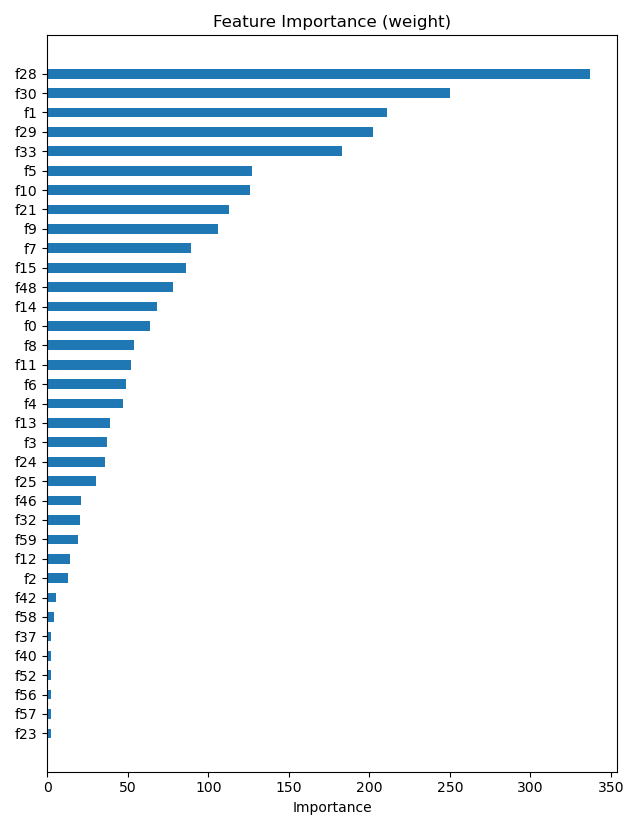 Feature Importance (weight)
f28
f30
f1
f29
f33
f5
f10
f21
f9
f7
f15
f48
f14
f0
f8
f11
f6
f4
f13
f3
f24
f25
f46
f32
f59
f12
f2
f42
f58
f37
f40
f52
f56
f57
f23
0 50 100 150 200 250 300 350
Importance